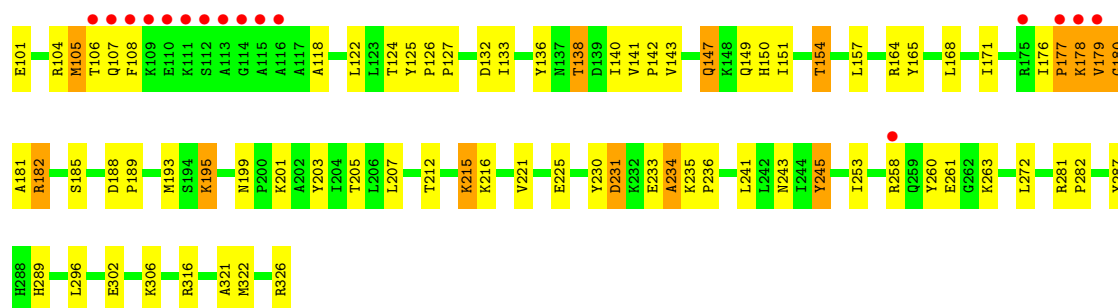 E101 R104 M105 T106 Q107 F108 K109 E110 K111 S112 A113 G114 A115 A116 A117 A118 L122 L123 T124 Y125 P126 P127 D132 I133 Y136 N137 T138 D139 I140 V141 P142 V143 Q147 K148 Q149 H150 I151 T154 L157 R164 Y165 L168 I171 R175 I176 P177 K178 V179 G180
A181 R182 S185 D188 P189 M193 S194 K195 N199 P200 K201 A202 Y203 I204 T205 L206 L207 T212 K215 K216 V221 E225 Y230 D231 K232 E233 A234 K235 P236 L241 L242 N243 I244 Y245 I253 R258 Q259 Y260 E261 G262 K263 L272 R281 P282 Y287
H288 H289 L296 E302 K306 R316 A321 M322 R326